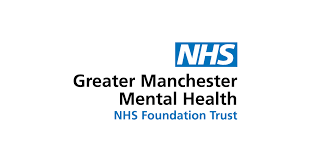 NHS
Greater Manchester
Mental Health
NHS Foundation Trust